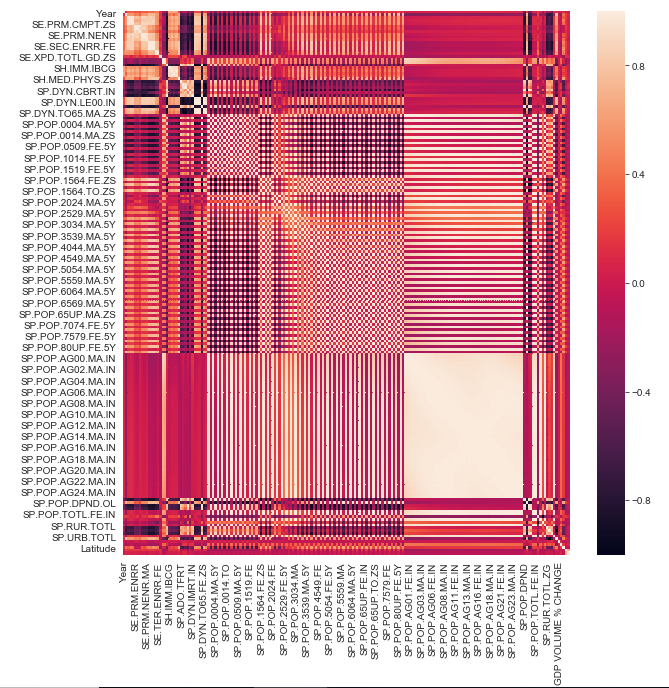 Year
SE.PRM.CMPT.ZS
SE.PRM.NENR
SE.SEC.ENRR.FE
SE.XPD.TOTL.GD.ZS
SH.IMM.IBCG
SH.MED.PHYS.ZS
SP.DYN.CBRT.IN
SP.DYN.LE00.IN
SP.DYN.TO65.MA.ZS
SP.POP.0004.MA.5Y
SP.POP.0014.MA.ZS
SP.POP.0509.MA.5Y
SP.POP.1014.FE.5Y
SP.POP.1519.FE.5Y
SP.POP.1564.FE.ZS
SP.POP.1564.TO.ZS
SP.POP.2024.MA.5Y
SP.POP.2529.MA.5Y
SP.POP.3034.MA.5Y
SP.POP.3539.MA.5Y
SP.POP.4044.MA.5Y
SP.POP.4549.MA.5Y
SP.POP.5054.MA.5Y
SP.POP.5559.MA.5Y
SP.POP.6064.MA.5Y
SP.POP.6569.MA.5Y
SP.POP.65UP.MA.ZS
SP.POP.7074.FE.5Y
SP.POP.7579.FE.5Y
SP.POP.80UP.FE.5Y
SP.POP.AG00.MA.IN
SP.POP.AG02.MA.IN
SP.POP.AG04.MA.IN
SP.POP.AG06.MA.IN
SP.POP.AG08.MA.IN
SP.POP.AG10.MA.IN
SP.POP.AG12.MA.IN
SP.POP.AG14.MA.IN
SP.POP.AG16.MA.IN
SP.POP.AG18.MA.IN
SP.POP.AG20.MA.IN
SP.POP.AG22.MA.IN
SP.POP.AG24.MA.IN
SP.POP.DPND.OL
SP.POP.TOTL.FE.IN
SP.RUR.TOTL
SP.URB.TOTL
Latitude
Year
SE.PRM.ENRR
SE.PRM.NENR.MA
SE.TER.ENRR.FE
SH.IMM.IBCG
SP.ADO.TFRT
SP.DYN.IMRT.IN
SP.DYN.TO65.FE.ZS
SP.POP.0004.MA.5Y
SP.POP.0014.TO
SP.POP.0509.MA.5Y
SP.POP.1519.FE
SP.POP.1564.FE.ZS
SP.POP.2024.FE
SP.POP.2529.FE.5Y
SP.POP.3034.MA
SP.POP.3539.MA.5Y
SP.POP.4549.FE
SP.POP.5054.FE.5Y
SP.POP.5559.MA
SP.POP.6064.MA.5Y
SP.POP.65UP.FE.IN
SP.POP.65UP.TO.ZS
SP.POP.7579.FE
SP.POP.80UP.FE.5Y
SP.POP.AG01.FE.IN
SP.POP.AG03.MA.IN
SP.POP.AG06.FE.IN
SP.POP.AG08.MA.IN
SP.POP.AG11.FE.IN
SP.POP.AG13.MA.IN
SP.POP.AG16.FE.IN
SP.POP.AG18.MA.IN
SP.POP.AG21.FE.IN
SP.POP.AG23.MA.IN
SP.POP.DPND
SP.POP.TOTL.FE.IN
SP.RUR.TOTL.ZG
GDP VOLUME % CHANGE
0.8
0.4
0.0
−0.4
−0.8